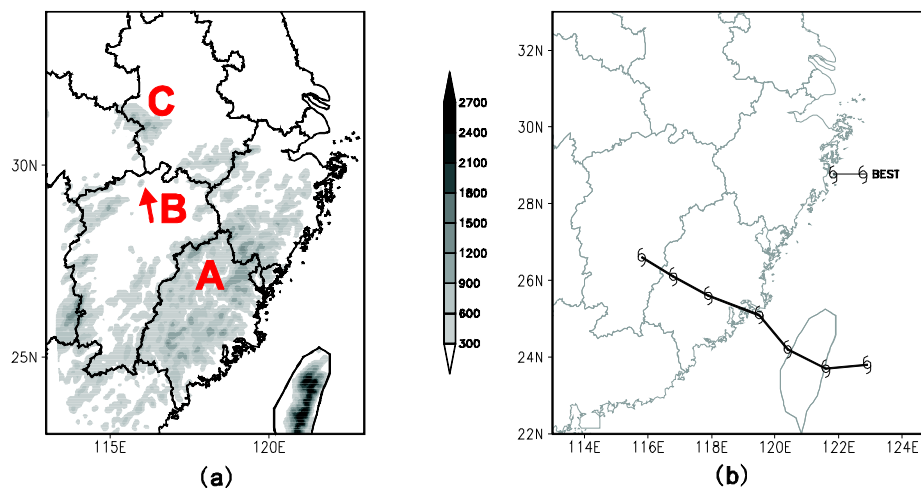 C
B
A
30N
25N
115E
120E
(a)
2700
2400
2100
1800
1500
1200
900
600
300
32N
30N
28N
26N
24N
22N
BEST
114E
116E
118E
120E
122E
124E
(b)